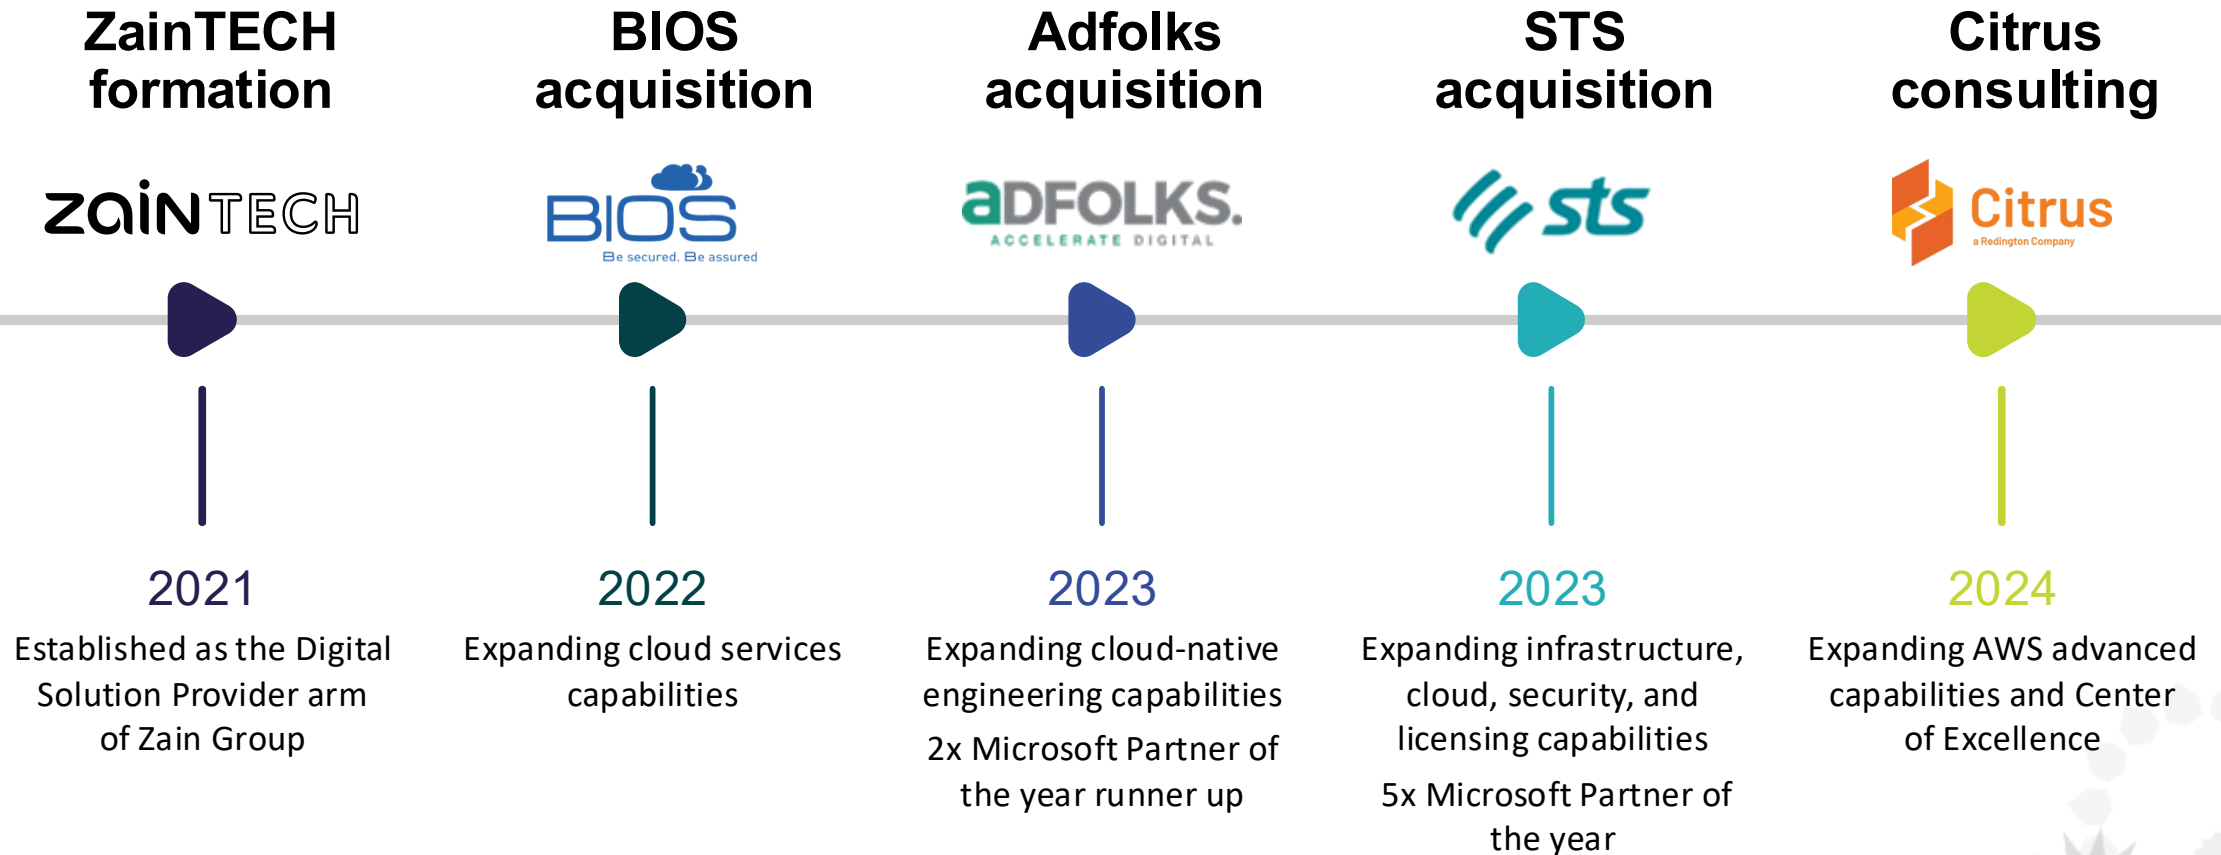 ZainTECH
formation
BIOS
acquisition
Adfolks
acquisition
STS
acquisition
Citrus
consulting
zain TECH
BIOS
Be secured. Be assured
aDFOLKS.
ACCELERATE DIGITAL
sts
Citrus
a Redington Company
2021
Established as the Digital
Solution Provider arm
of Zain Group
2022
Expanding cloud services
capabilities
2023
Expanding cloud-native
engineering capabilities
2x Microsoft Partner of
the year runner up
2023
Expanding infrastructure,
cloud, security, and
licensing capabilities
5x Microsoft Partner of
the year
2024
Expanding AWS advanced
capabilities and Center
of Excellence